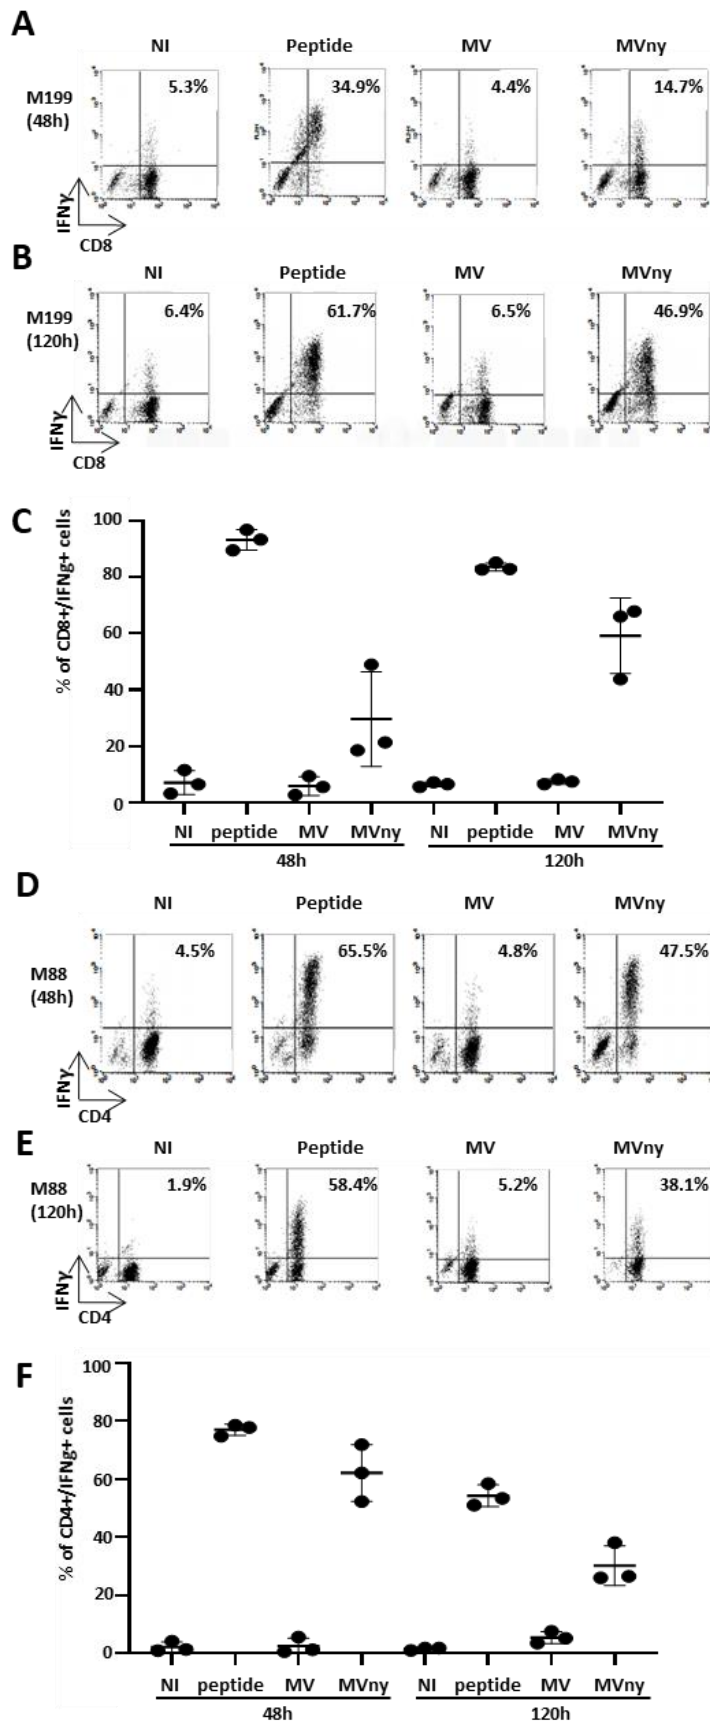 A
NI Peptide MV MVny
M199
(48h)
5.3% 34.9% 4.4% 14.7%
IFNγ
CD8
B
NI Peptide MV MVny
M199
(120h)
6.4% 61.7% 6.5% 46.9%
IFNγ
CD8
C
% of CD8+/IFNg+ cells
100
80
60
40
20
0
NI peptide MV MVny NI peptide MV MVny
48h 120h
D
NI Peptide MV MVny
M88
(48h)
4.5% 65.5% 4.8% 47.5%
IFNγ
CD4
E
NI Peptide MV MVny
M88
(120h)
1.9% 58.4% 5.2% 38.1%
IFNγ
CD4
F
% of CD4+/IFNg+ cells
100
80
60
40
20
0
NI peptide MV MVny NI peptide MV MVny
48h 120h